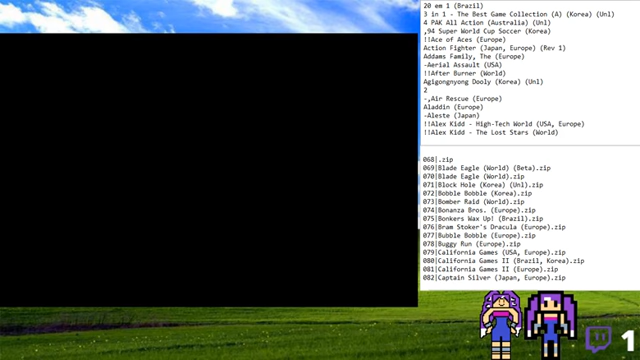 20 em 1 (Brazil)
3 in 1 - The Best Game Collection (A) (Korea) (Unl)
4 PAK All Action (Australia) (Unl)
,94 Super World Cup Soccer (Korea)
!!Ace of Aces (Europe)
Action Fighter (Japan, Europe) (Rev 1)
Addams Family, The (Europe)
-Aerial Assault (USA)
!!After Burner (World)
Agigongnyong Dooly (Korea) (Unl)
2
-,Air Rescue (Europe)
Aladdin (Europe)
-Aleste (Japan)
!!Alex Kidd - High-Tech World (USA, Europe)
!!Alex Kidd - The Lost Stars (World)
068|.zip
069|Blade Eagle (World) (Beta).zip
070|Blade Eagle (World).zip
071|Block Hole (Korea) (Unl).zip
072|Bobble Bobble (Korea).zip
073|Bomber Raid (World).zip
074|Bonanza Bros. (Europe).zip
075|Bonkers Wax Up! (Brazil).zip
076|Bram Stoker's Dracula (Europe).zip
077|Bubble Bobble (Europe).zip
078|Buggy Run (Europe).zip
079|California Games (USA, Europe).zip
080|California Games II (Brazil, Korea).zip
081|California Games II (Europe).zip
082|Captain Silver (Japan, Europe).zip
1